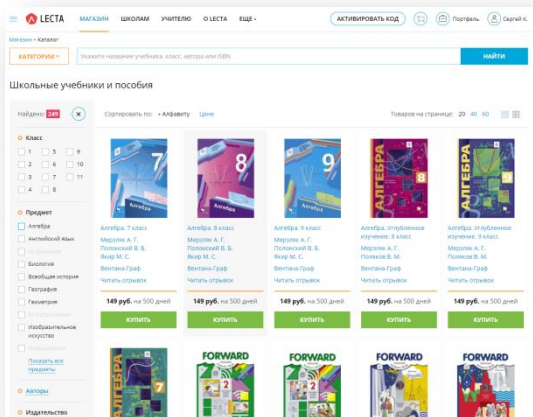 LECTA
МАГАЗИН
ШКОЛАМ
УЧИТЕЛЮ
О LECTA
ЕЩЕ
АКТИВИРОВАТЬ КОД
Портфель
Сергей К.
Магазин • Каталог
КАТЕГОРИИ
Укажите название учебника, класс, автора или ISBN
НАЙТИ
Школьные учебники и пособия
Найдено: 249
Сортировать по: • Алфавиту Цене
Товаров на странице: 20 40 60
Класс
1 5 9
2 6 10
3 7 11
4 8
Предмет
Алгебра
Английский язык
Биология
Всеобщая история
География
Геометрия
Изобразительное
искусство
Показать все
предметы
Авторы
Издательство
7
Алгебра
Алгебра. 7 класс
Мерзляк А. Г.
Полонский В. Б.
Якир М. С.
Вентана-Граф
Читать отрывок
149 руб. на 500 дней
КУПИТЬ
8
Алгебра
Алгебра. 8 класс
Мерзляк А. Г.
Полонский В. Б.
Якир М. С.
Вентана-Граф
Читать отрывок
149 руб. на 500 дней
КУПИТЬ
9
Алгебра
Алгебра. 9 класс
Мерзляк А. Г.
Полонский В. Б.
Якир М. С.
Вентана-Граф
Читать отрывок
149 руб. на 500 дней
КУПИТЬ
АЛГЕБРА
8
Алгебра. Углубленное
изучение. 8 класс
Мерзляк А. Г.
Поляков В. М.
Вентана-Граф
Читать отрывок
149 руб. на 500 дней
КУПИТЬ
АЛГЕБРА
9
Алгебра. Углубленное
изучение. 9 класс
Мерзляк А. Г.
Поляков В. М.
Вентана-Граф
Читать отрывок
149 руб. на 500 дней
КУПИТЬ
АЛГЕБРА
7
FORWARD
2
FORWARD
2
FORWARD
FORWARD